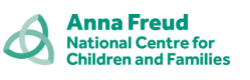 Anna Freud
National Centre for
Children and Families